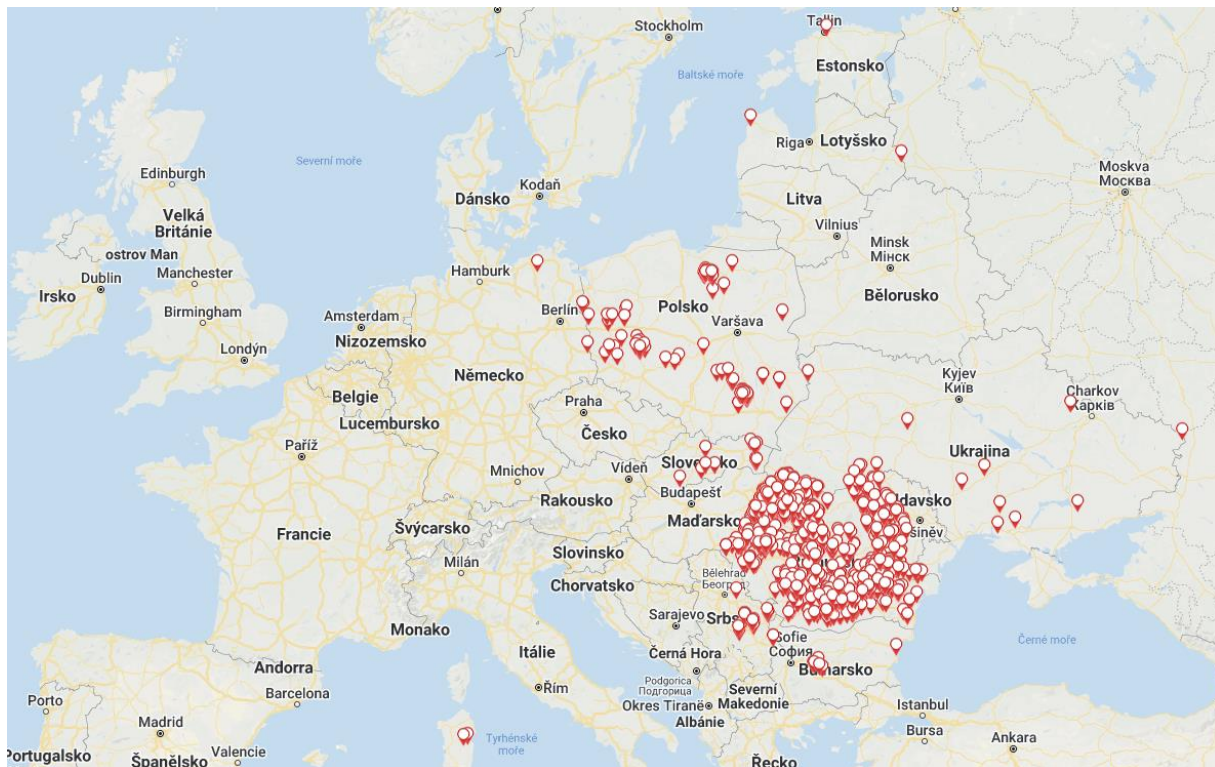 Stockholm
Tallin
Estonsko
Baltské moře
Riga
Lotyšsko
Moskva
Москва
Severní moře
Edinburgh
Kodaň
Dánsko
Litva
Velká
Británie
Vilnius
Minsk
Мінск
ostrov Man
Hamburk
Dublin
Manchester
Irsko
Bělorusko
Birmingham
Amsterdam
Berlín
Polsko
Varšava
Nizozemsko
Londýn
Německo
Kyjev
Київ
Charkov
Харків
Belgie
Praha
Lucembursko
Česko
Paříž
Ukrajina
Mnichov
Vídeň
Budapešť
Rakousko
Maďarsko
Francie
Švýcarsko
Slovinsko
Milán
Chorvatsko
Bělehrad
Sarajevo
Monako
Sofie
София
Černé moře
Itálie
Černá Hora
Andorra
Podgorica
Подгорица
Řím
Severní
Makedonie
Porto
Barcelona
Okres Tiranë
Istanbul
Albánie
Bursa
Madrid
Tyrhénské
moře
Ankara
Portugalsko
Španělsko
Valencie
Řecko